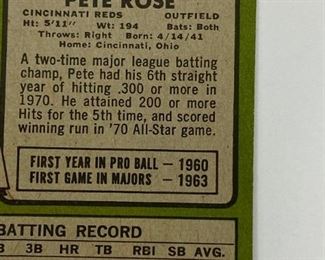 PETE ROSE
CINCINNATI REDS OUTFIELD
Ht: 5'11" Wt: 194 Bats: Both
Throws: Right Born: 4/14/41
Home: Cincinnati, Ohio
A two-time major league batting
champ, Pete had his 6th straight
year of hitting .300 or more in
1970. He attained 200 or more
Hits for the 5th time, and scored
winning run in '70 All-Star game.
FIRST YEAR IN PRO BALL - 1960
FIRST GAME IN MAJORS - 1963
BATTING RECORD
B 3B HR TB RBI SB AVG.